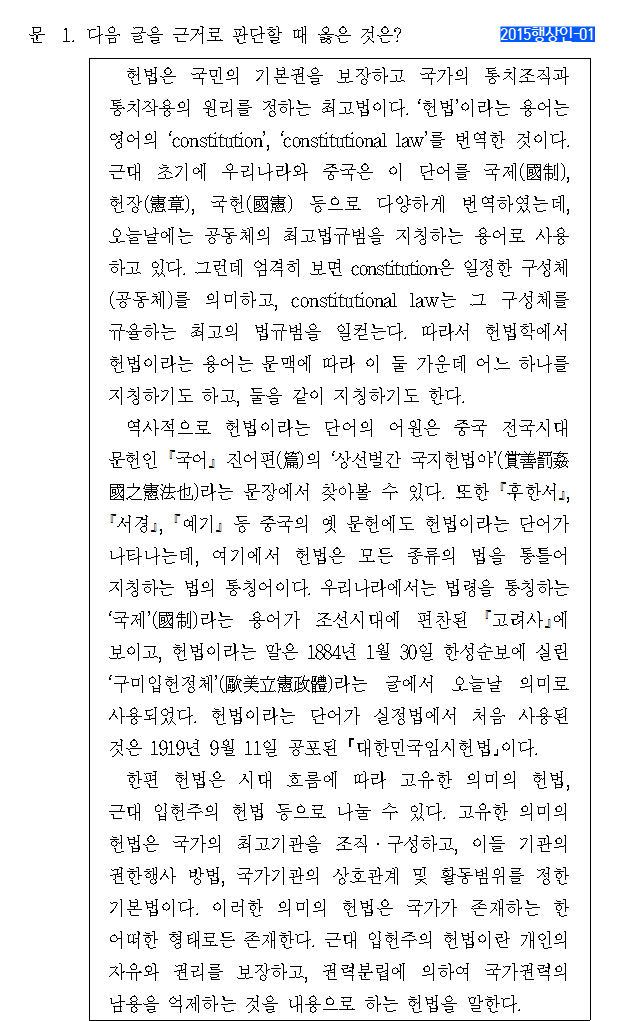 문 1. 다음 글을 근거로 판단할 때 옳은 것은?
2015행상인-01
헌법은 국민의 기본권을 보장하고 국가의 통치조직과
통치작용의 원리를 정하는 최고법이다. ‘헌법’이라는 용어는
영어의 ‘constitution’, ‘constitutional law’를 번역한 것이다.
근대 초기에 우리나라와 중국은 이 단어를 국제(國制),
헌장(憲章), 국헌(國憲) 등으로 다양하게 번역하였는데,
오늘날에는 공동체의 최고법규범을 지칭하는 용어로 사용
하고 있다. 그런데 엄격히 보면 constitution은 일정한 구성체
(공동체)를 의미하고, constitutional law는 그 구성체를
규율하는 최고의 법규범을 일컫는다. 따라서 헌법학에서
헌법이라는 용어는 문맥에 따라 이 둘 가운데 어느 하나를
지칭하기도 하고, 둘을 같이 지칭하기도 한다.
역사적으로 헌법이라는 단어의 어원은 중국 전국시대
문헌인 『국어』 진어편(篇)의 ‘상선벌간 국지헌법야’(賞善罰姦
國之憲法也)라는 문장에서 찾아볼 수 있다. 또한 『후한서』,
『서경』, 『예기』 등 중국의 옛 문헌에도 헌법이라는 단어가
나타나는데, 여기에서 헌법은 모든 종류의 법을 통틀어
지칭하는 법의 통칭어이다. 우리나라에서는 법령을 통칭하는
‘국제’(國制)라는 용어가 조선시대에 편찬된 『고려사』에
보이고, 헌법이라는 말은 1884년 1월 30일 한성순보에 실린
‘구미입헌정체’(歐美立憲政體)라는 글에서 오늘날 의미로
사용되었다. 헌법이라는 단어가 실정법에서 처음 사용된
것은 1919년 9월 11일 공포된 「대한민국임시헌법」이다.
한편 헌법은 시대 흐름에 따라 고유한 의미의 헌법,
근대 입헌주의 헌법 등으로 나눌 수 있다. 고유한 의미의
헌법은 국가의 최고기관을 조직·구성하고, 이들 기관의
권한행사 방법, 국가기관의 상호관계 및 활동범위를 정한
기본법이다. 이러한 의미의 헌법은 국가가 존재하는 한
어떠한 형태로든 존재한다. 근대 입헌주의 헌법이란 개인의
자유와 권리를 보장하고, 권력분립에 의하여 국가권력의
남용을 억제하는 것을 내용으로 하는 헌법을 말한다.